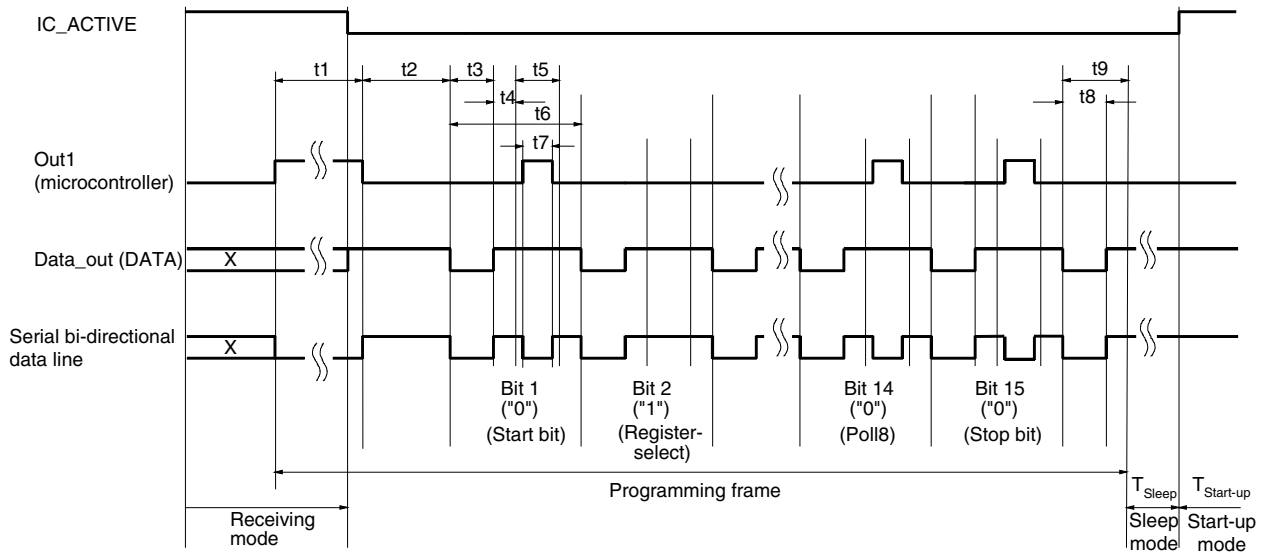 IC_ACTIVE
t1
t2
t3
t5
t9
t4
t6
t8
t7
Out1
(microcontroller)
Data_out (DATA)
X
Serial bi-directional
data line
X
Bit 1
("0")
(Start bit)
Bit 2
("1")
(Register-
select)
Bit 14
("0")
(Poll8)
Bit 15
("0")
(Stop bit)
Programming frame
TSleep
TStart-up
Receiving
mode
Sleep
mode
Start-up
mode